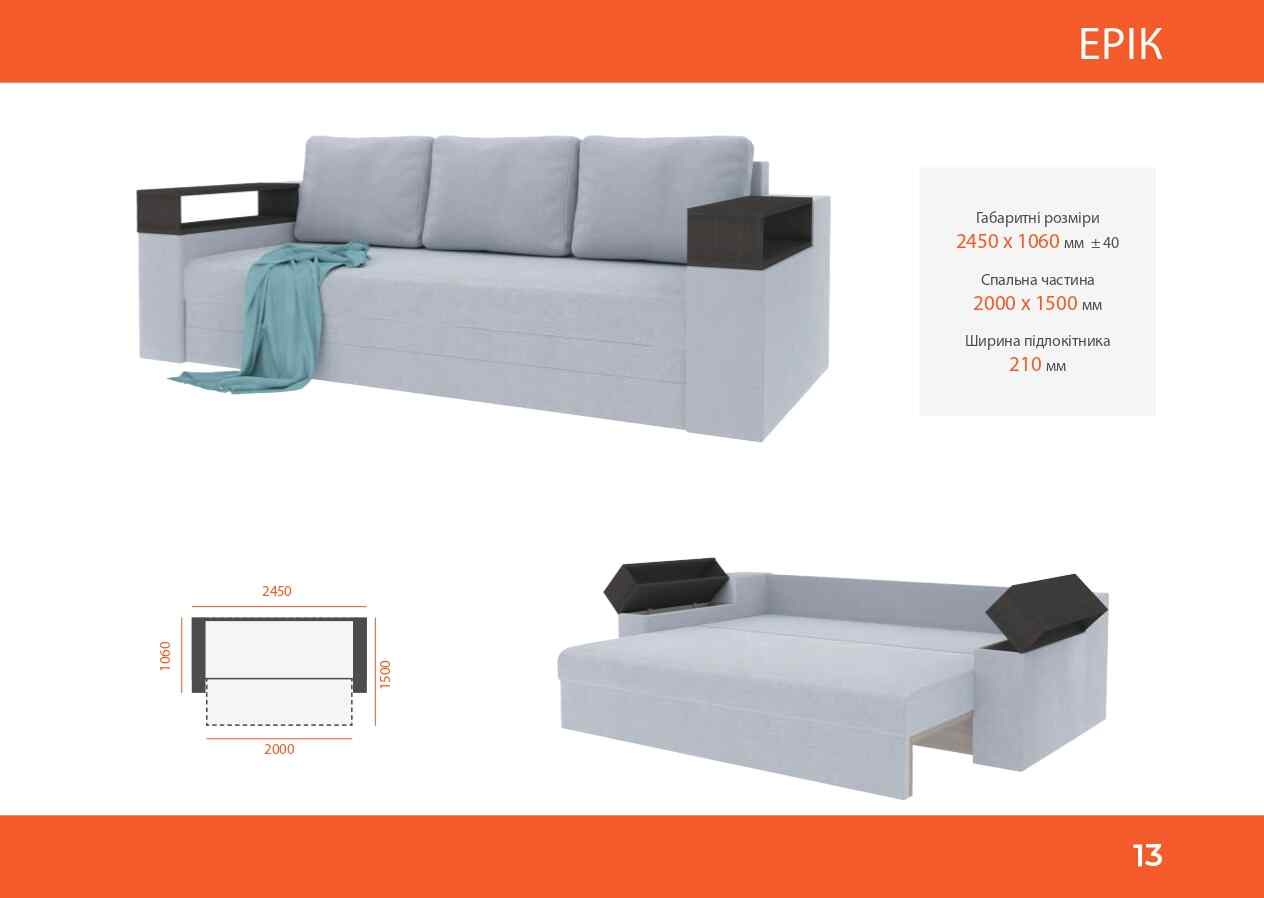 ЕРІК
Габаритні розміри
2450 x 1060 мм ± 40
Спальна частина
2000 x 1500 мм
Ширина підлокітника
210 мм
2450
1060
1500
2000
13